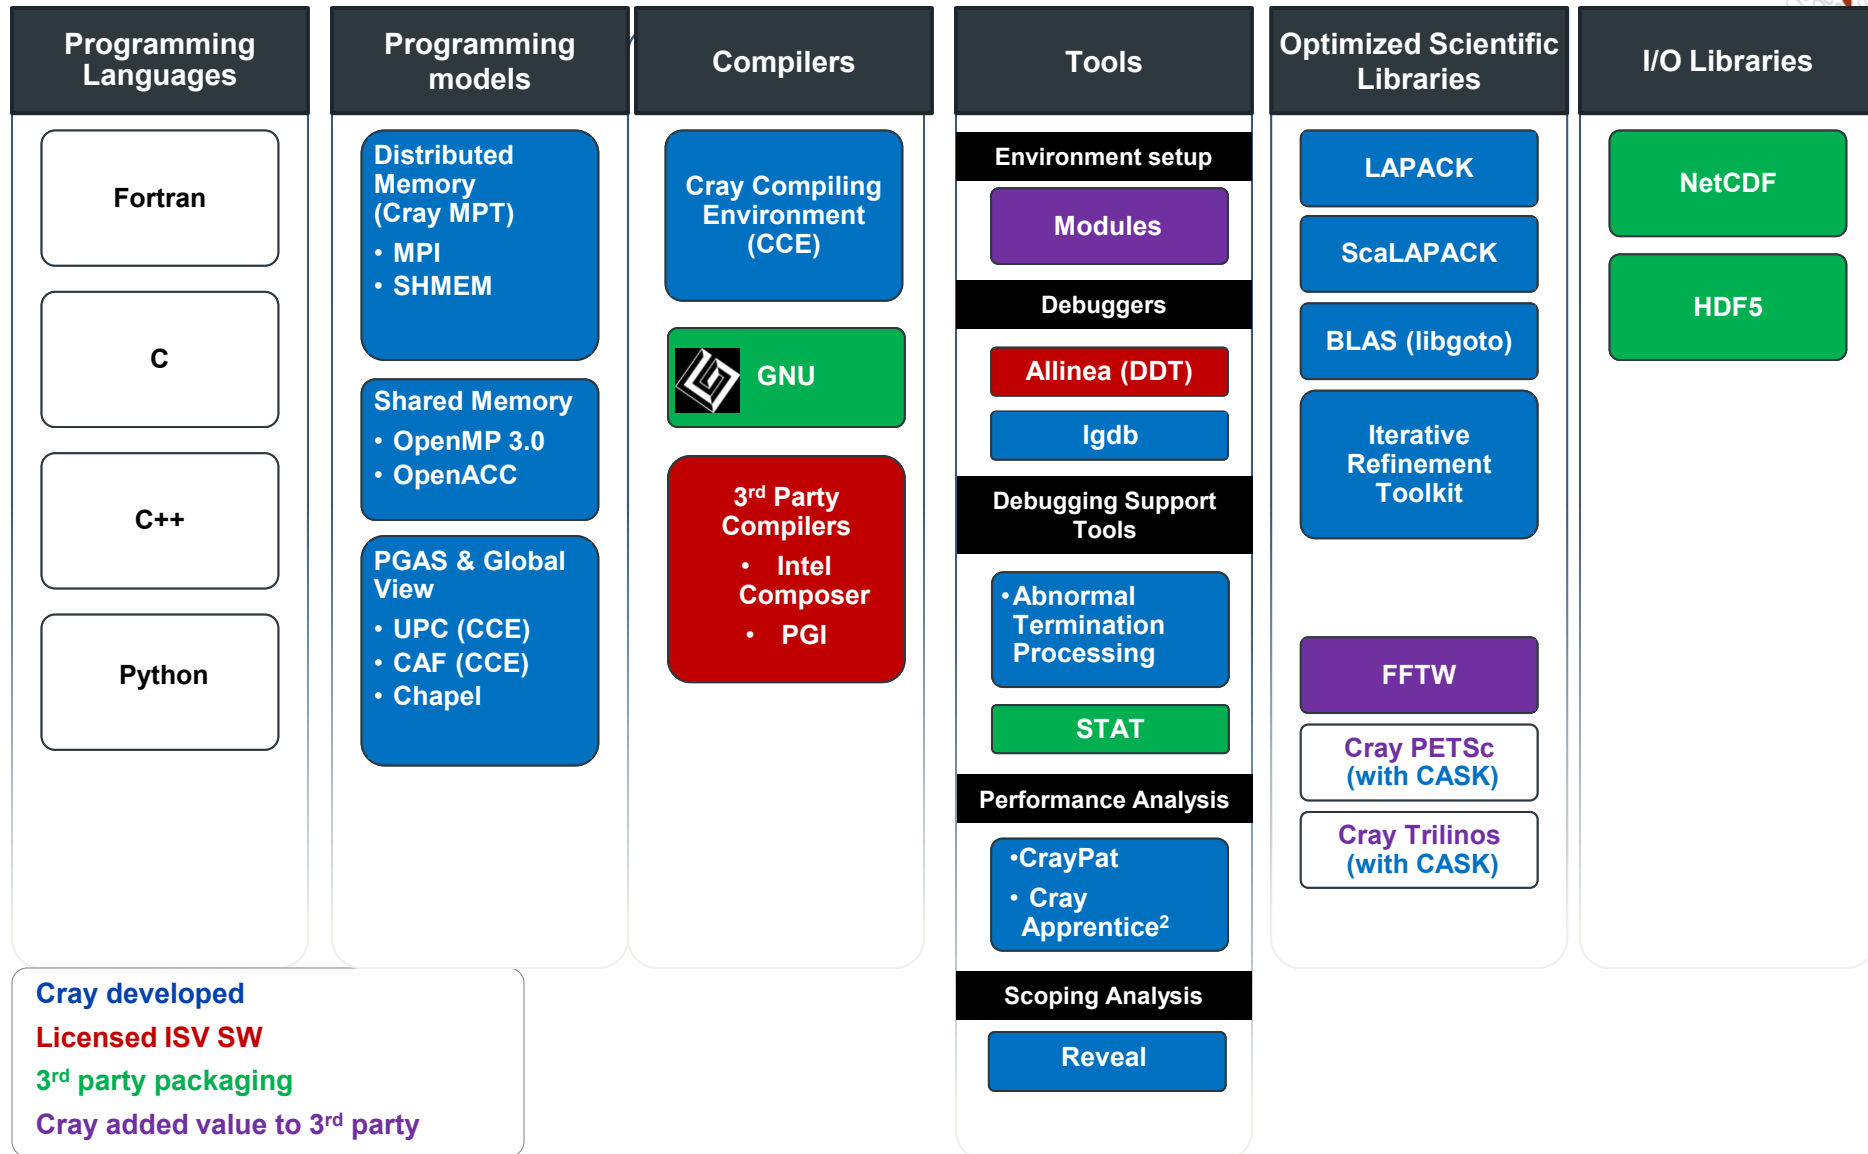 Programming
Languages
Fortran
C
C++
Python
Programming
models
Distributed
Memory
(Cray MPT)
• MPI
• SHMEM
Shared Memory
• OpenMP 3.0
• OpenACC
PGAS & Global
View
• UPC (CCE)
• CAF (CCE)
• Chapel
Compilers
Cray Compiling
Environment
(CCE)
GNU
3rd Party
Compilers
• Intel
Composer
• PGI
Tools
Environment setup
Modules
Debuggers
Allinea (DDT)
lgdb
Debugging Support
Tools
•Abnormal
Termination
Processing
STAT
Performance Analysis
•CrayPat
• Cray
Apprentice2
Scoping Analysis
Reveal
Optimized Scientific
Libraries
LAPACK
ScaLAPACK
BLAS (libgoto)
Iterative
Refinement
Toolkit
FFTW
Cray PETSc
(with CASK)
Cray Trilinos
(with CASK)
I/O Libraries
NetCDF
HDF5
Cray developed
Licensed ISV SW
3rd party packaging
Cray added value to 3rd party